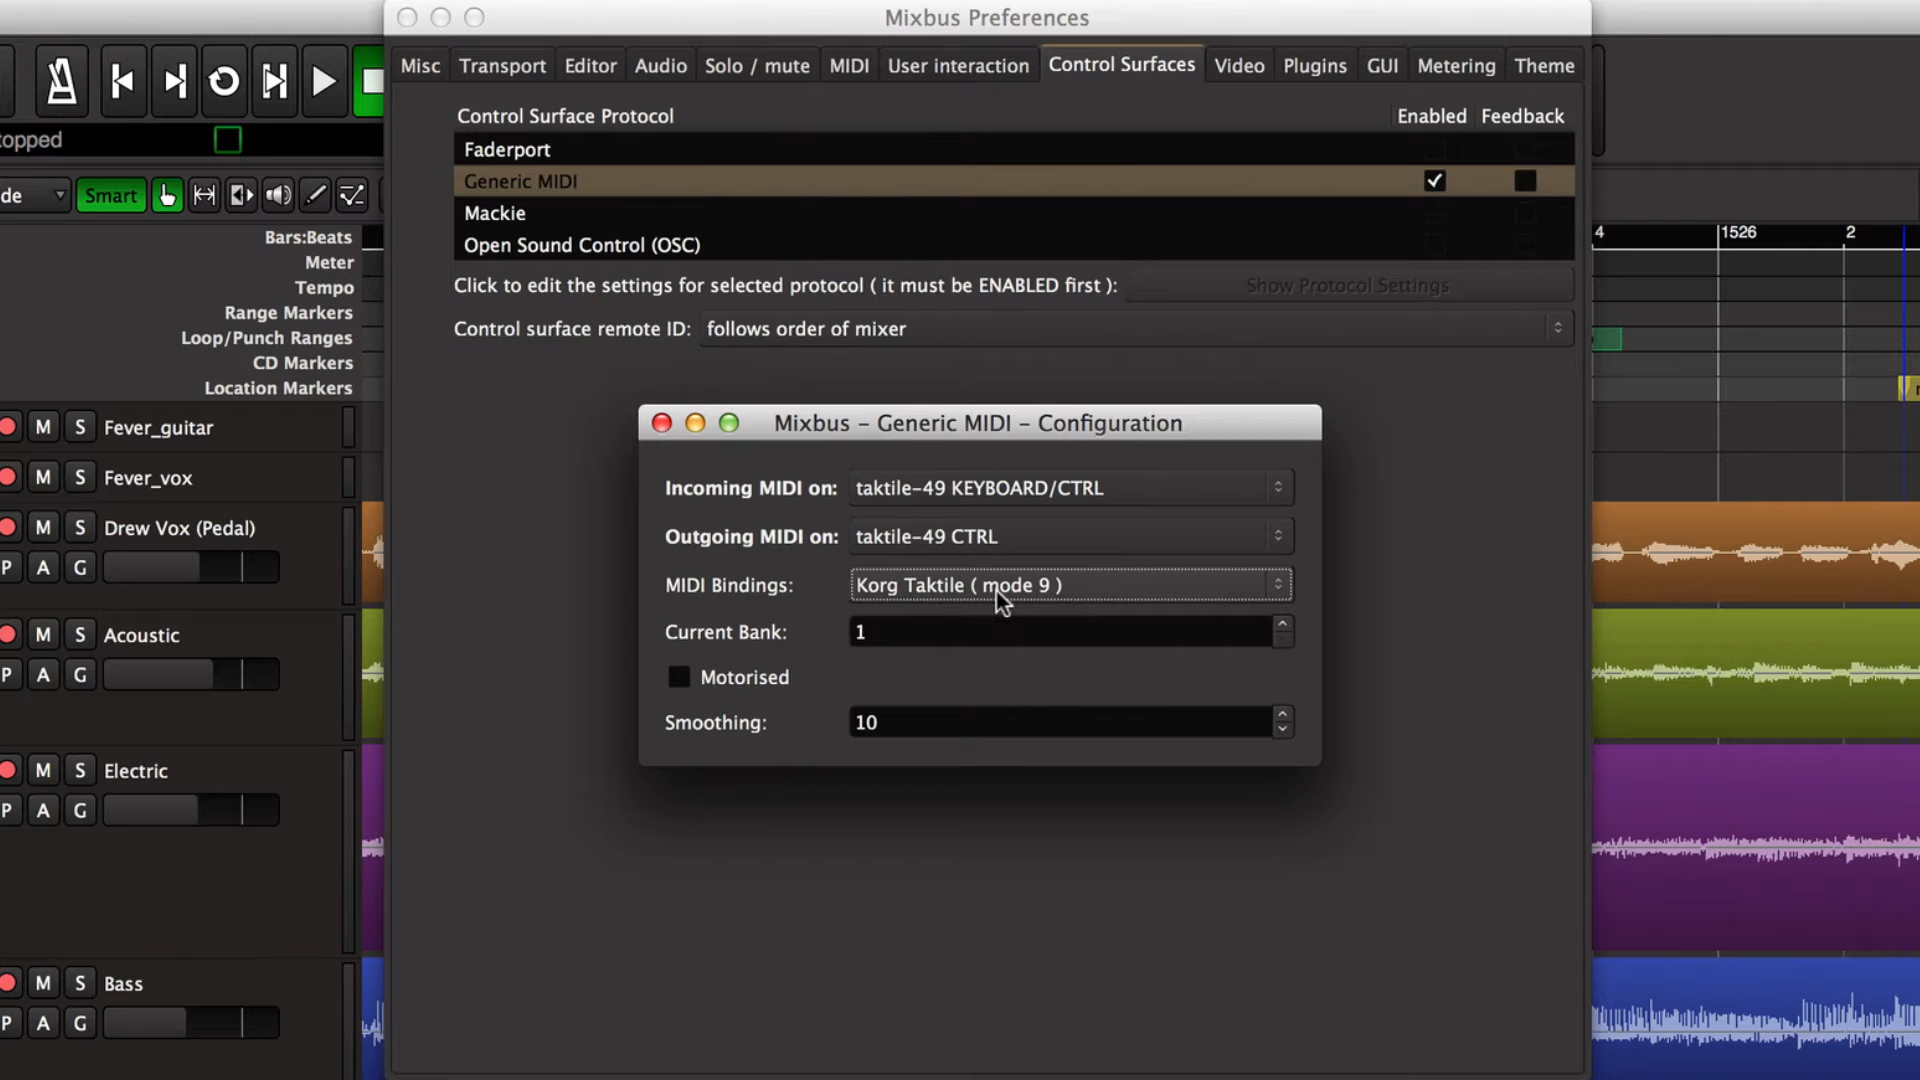 Mixbus Preferences
Misc Transport Editor Audio Solo / mute MIDI User interaction Control Surfaces Video Plugins GUI Metering Theme
opped
Control Surface Protocol Enabled Feedback
Faderport
Generic MIDI
Mackie
Open Sound Control (OSC)
Click to edit the settings for selected protocol ( it must be ENABLED first ): Show Protocol Settings
Control surface remote ID: follows order of mixer
de Smart
Bars:Beats
Meter
Tempo
Range Markers
Loop/Punch Ranges
CD Markers
Location Markers
4 1526 2
M S Fever_guitar
M S Fever_vox
M S Drew Vox (Pedal)
P A G
M S Acoustic
P A G
M S Electric
P A G
M S Bass
P A G
Mixbus – Generic MIDI – Configuration
Incoming MIDI on: taktile-49 KEYBOARD/CTRL
Outgoing MIDI on: taktile-49 CTRL
MIDI Bindings: Korg Taktile ( mode 9 )
Current Bank: 1
Motorised
Smoothing: 10